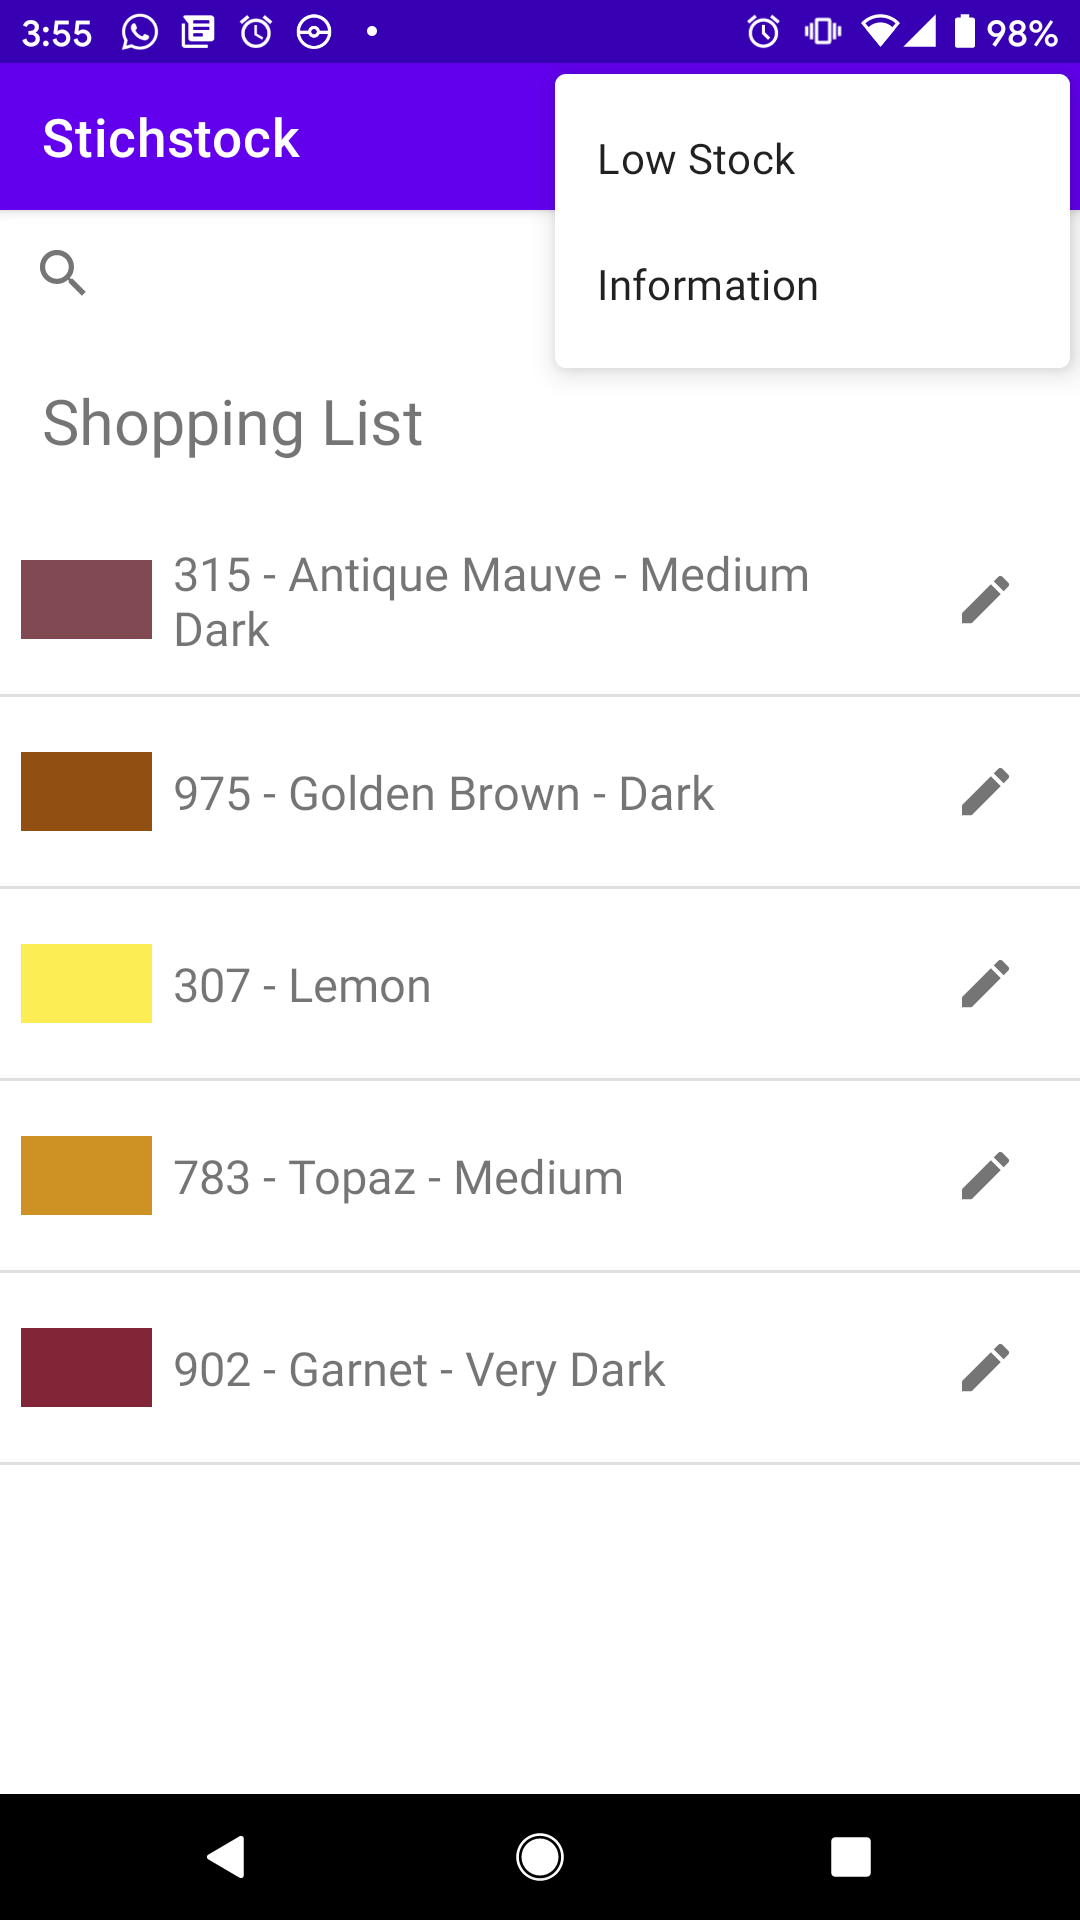 3:55
98%
Stichstock
Low Stock
Information
Shopping List
315 - Antique Mauve - Medium
Dark
975 - Golden Brown - Dark
307 - Lemon
783 - Topaz - Medium
902 - Garnet - Very Dark